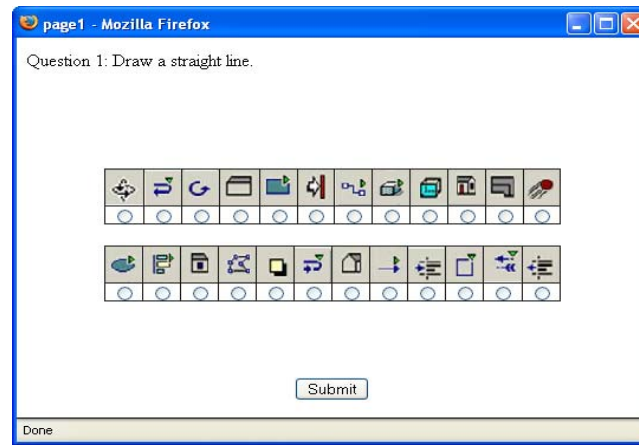 page1 - Mozilla Firefox
Question 1: Draw a straight line.
Submit
Done